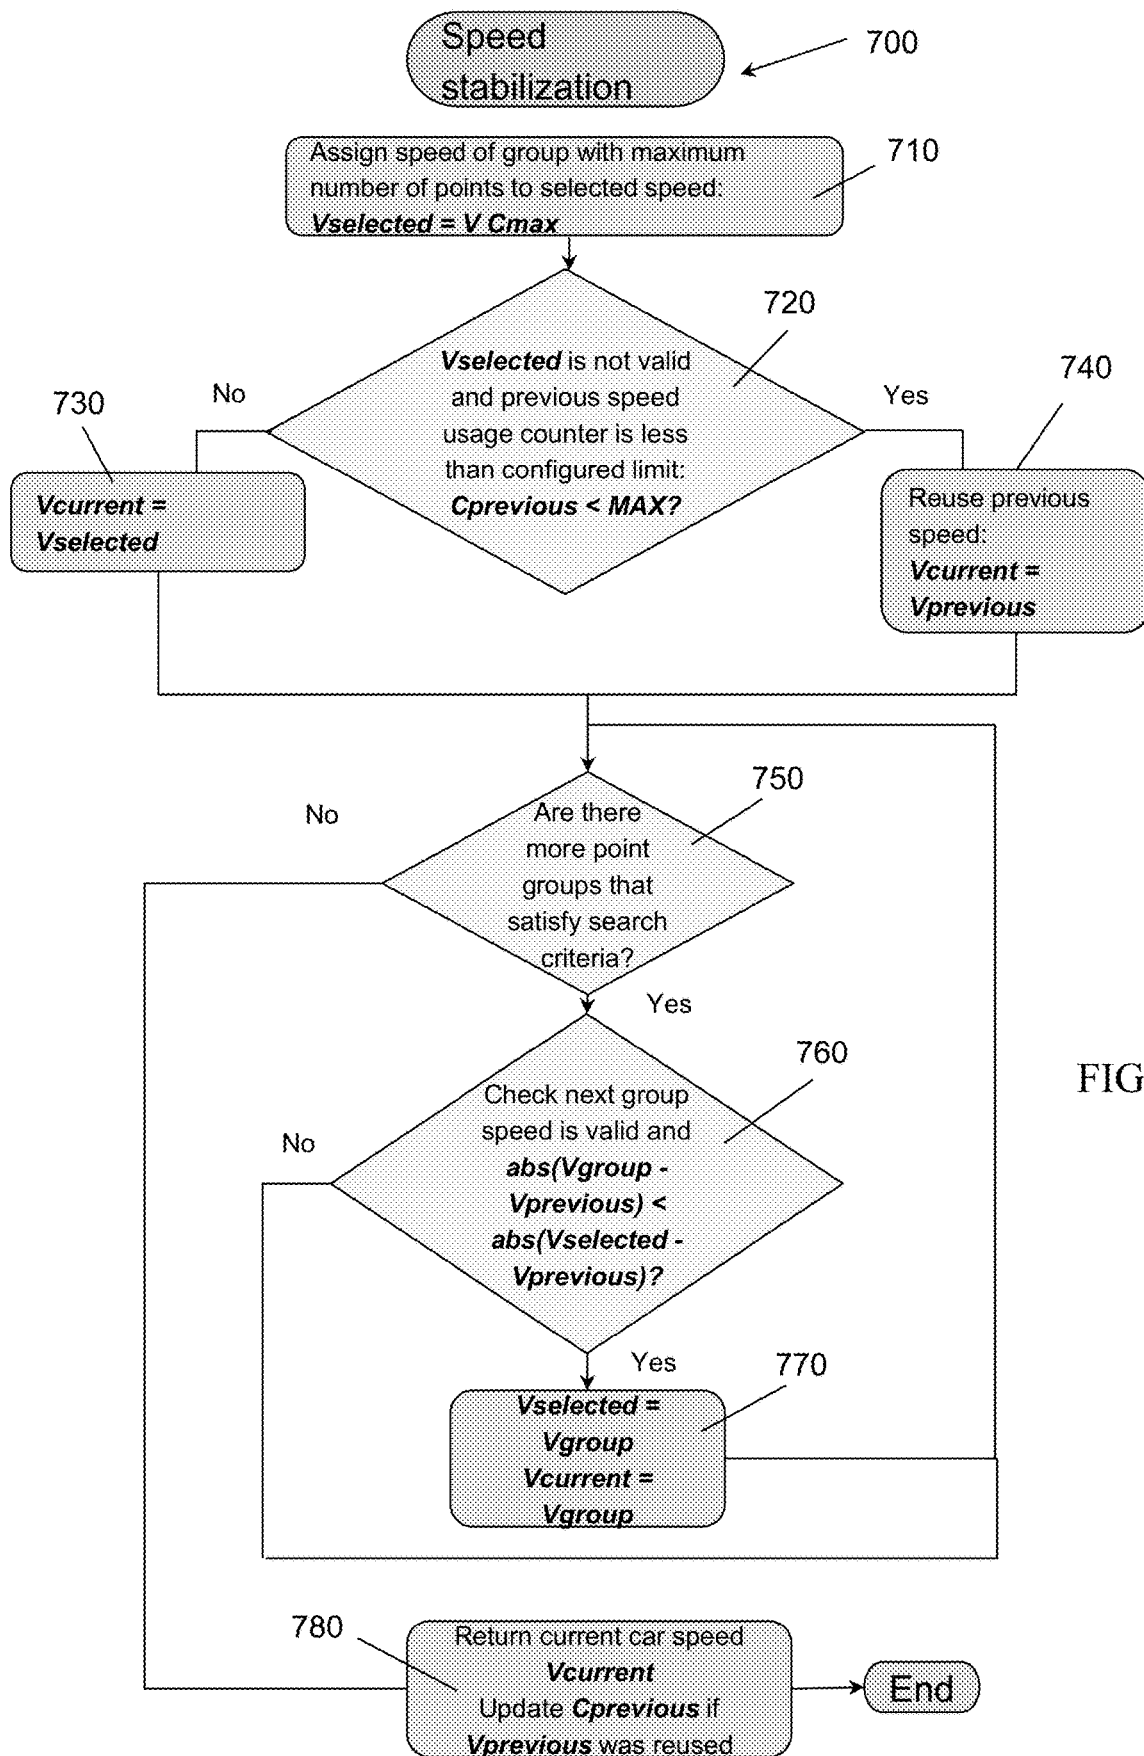 Speed
stabilization
700
Assign speed of group with maximum
number of points to selected speed:
Vselected = V Cmax
710
720
Vselected is not valid
and previous speed
usage counter is less
than configured limit:
Cprevious < MAX?
No
Yes
730
Vcurrent =
Vselected
740
Reuse previous
speed:
Vcurrent =
Vprevious
750
No
Are there
more point
groups that
satisfy search
criteria?
Yes
760
No
Check next group
speed is valid and
abs(Vgroup -
Vprevious) <
abs(Vselected -
Vprevious)?
FIG
Yes
770
Vselected =
Vgroup
Vcurrent =
Vgroup
780
Return current car speed
Vcurrent
Update Cprevious if
Vprevious was reused
End